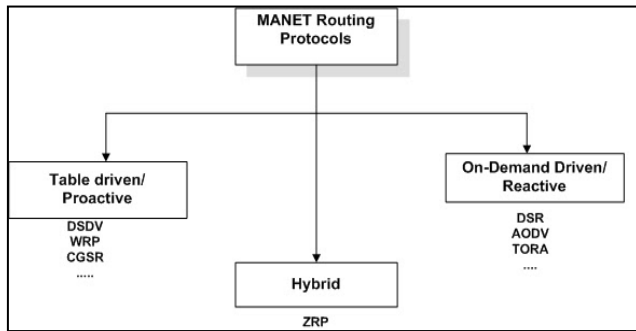 MANET Routing
Protocols
Table driven/
Proactive
DSDV
WRP
CGSR
.....
On-Demand Driven/
Reactive
DSR
AODV
TORA
....
Hybrid
ZRP